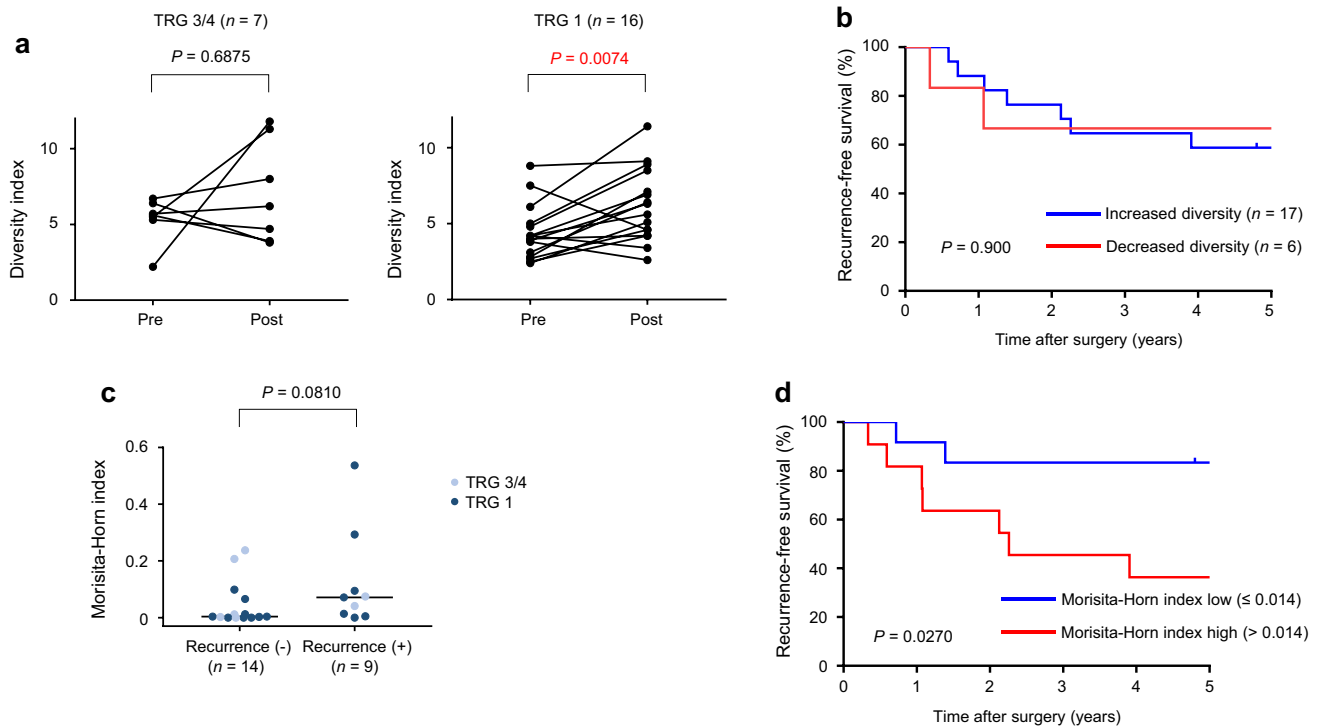 a
TRG 3/4 (n = 7)
P = 0.6875
Diversity index
10
5
0
Pre
Post
TRG 1 (n = 16)
P = 0.0074
Diversity index
10
5
0
Pre
Post
b
Recurrence-free survival (%)
100
80
60
40
20
0
Increased diversity (n = 17)
Decreased diversity (n = 6)
P = 0.900
0
1
2
3
4
5
Time after surgery (years)
c
P = 0.0810
Morisita-Horn index
0.6
0.4
0.2
0
TRG 3/4
TRG 1
Recurrence (-)
(n = 14)
Recurrence (+)
(n = 9)
d
Recurrence-free survival (%)
100
80
60
40
20
0
Morisita-Horn index low (≤ 0.014)
Morisita-Horn index high (> 0.014)
P = 0.0270
0
1
2
3
4
5
Time after surgery (years)